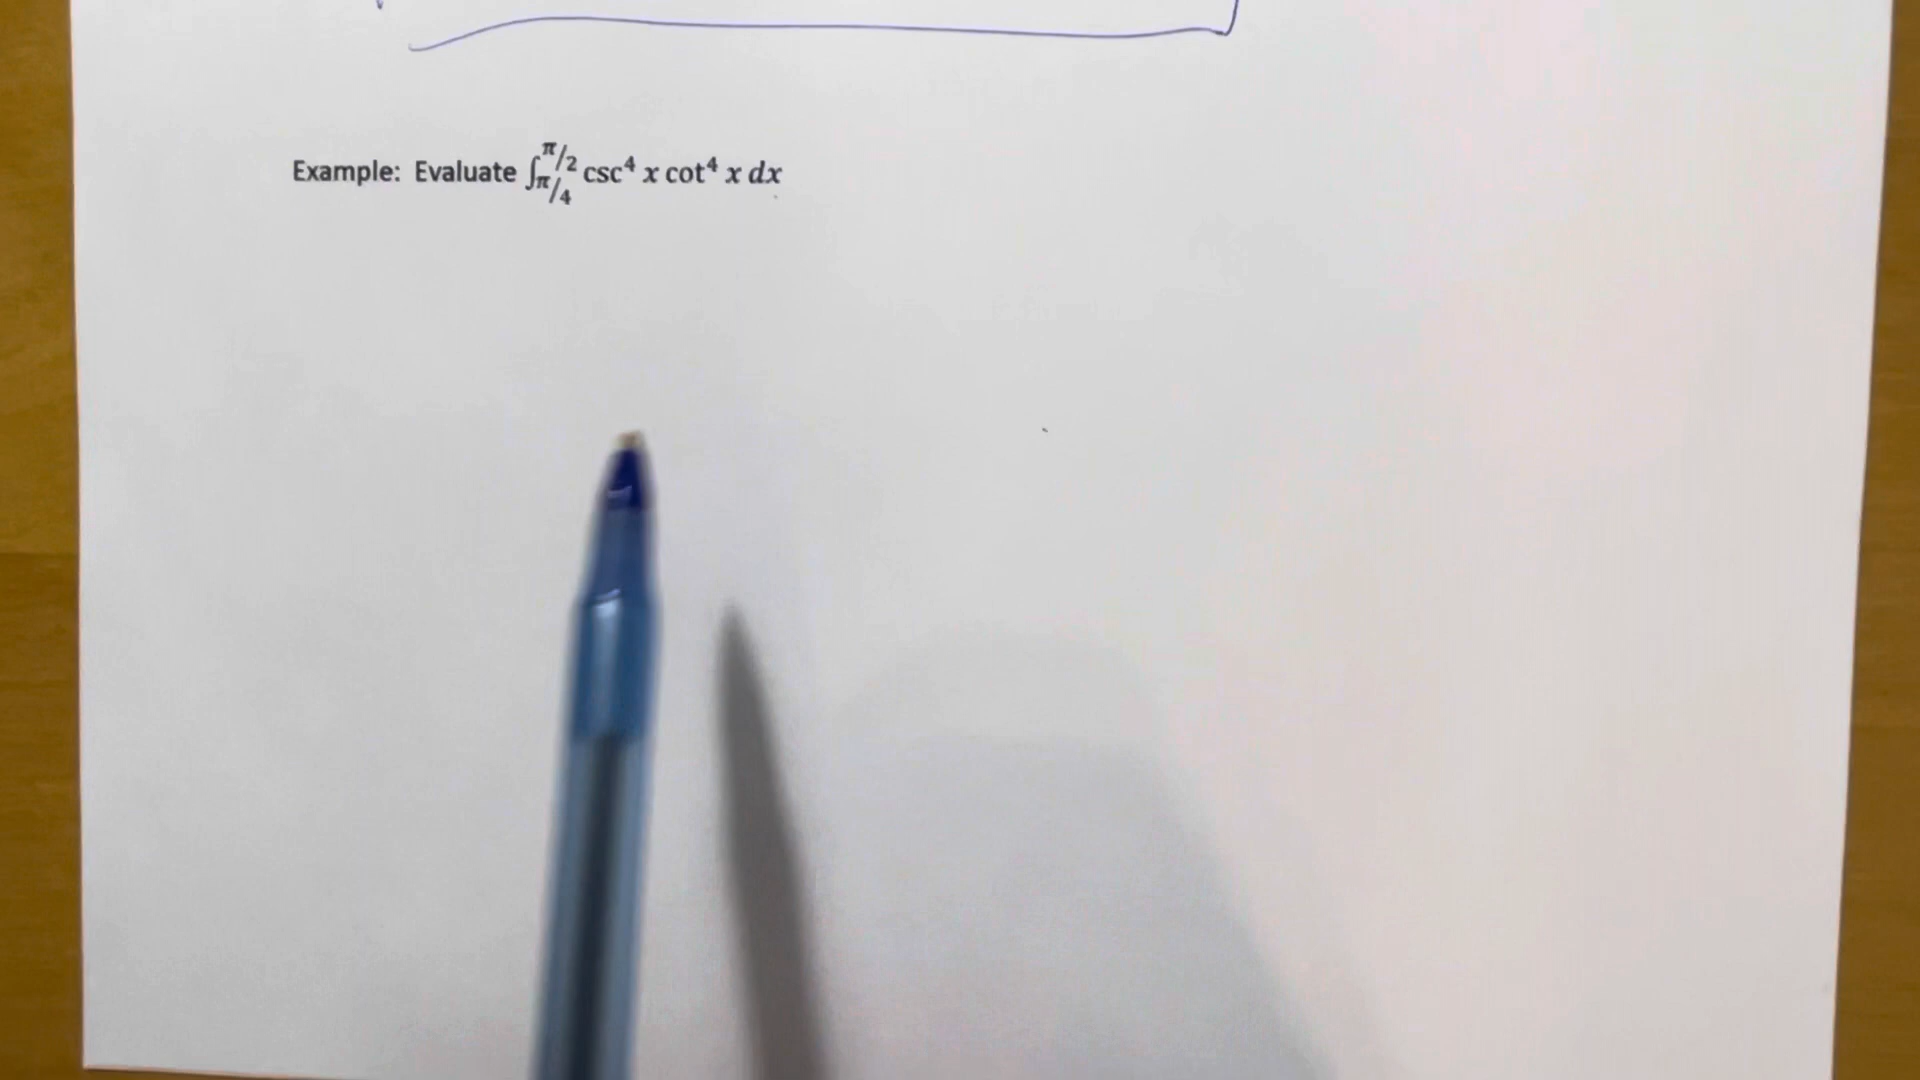 Example: Evaluate ∫_{π/4}^{π/2} csc⁴ x cot⁴ x dx